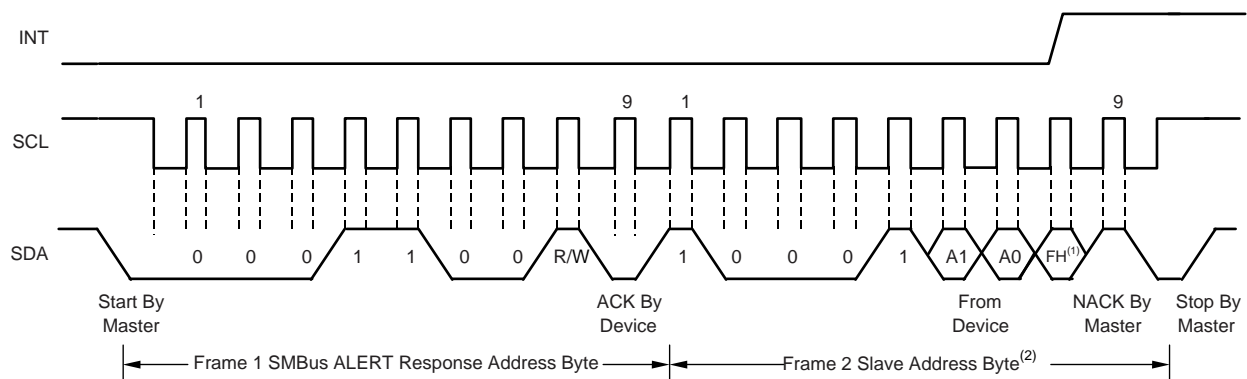 INT
1 9 1 9
SCL
SDA 0 0 0 1 1 0 0 R/W 1 0 0 0 1 A1 A0 FH(1)
Start By
Master
ACK By
Device
From
Device
NACK By
Master
Stop By
Master
Frame 1 SMBus ALERT Response Address Byte
Frame 2 Slave Address Byte(2)